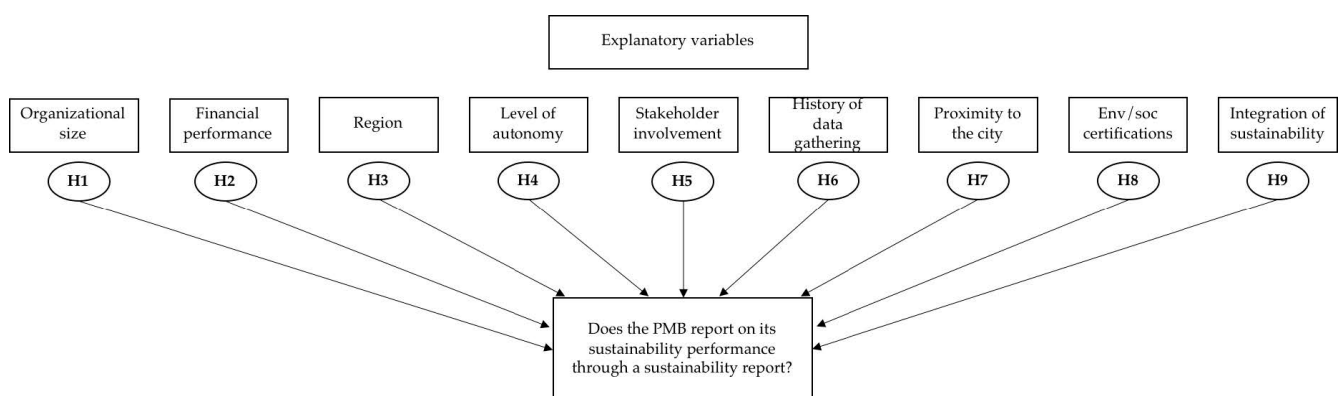 Explanatory variables
Organizational
size
Financial
performance
Region
Level of
autonomy
Stakeholder
involvement
History of
data
gathering
Proximity to
the city
Env/soc
certifications
Integration of
sustainability
H1
H2
H3
H4
H5
H6
H7
H8
H9
Does the PMB report on its
sustainability performance
through a sustainability report?